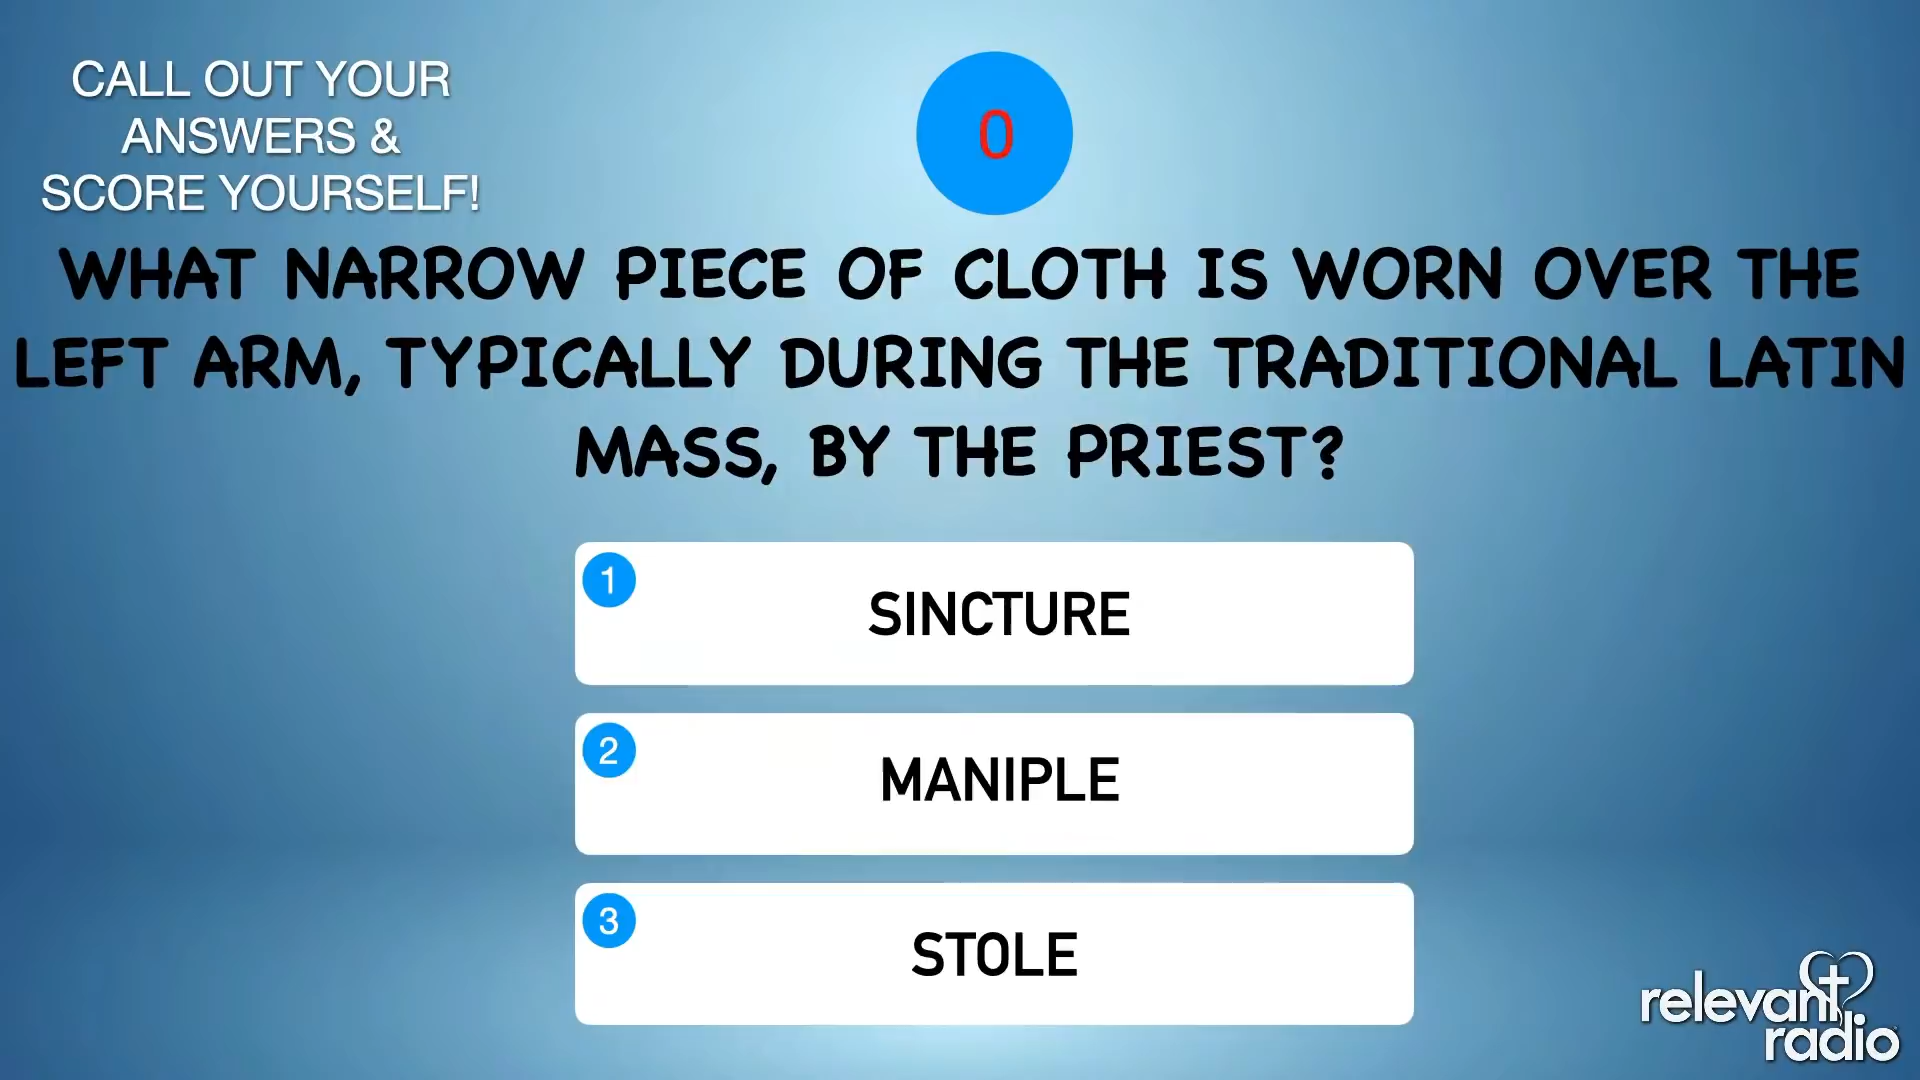 CALL OUT YOUR
ANSWERS &
SCORE YOURSELF!
0
WHAT NARROW PIECE OF CLOTH IS WORN OVER THE
LEFT ARM, TYPICALLY DURING THE TRADITIONAL LATIN
MASS, BY THE PRIEST?
1
SINCTURE
2
MANIPLE
3
STOLE
relevant
radio